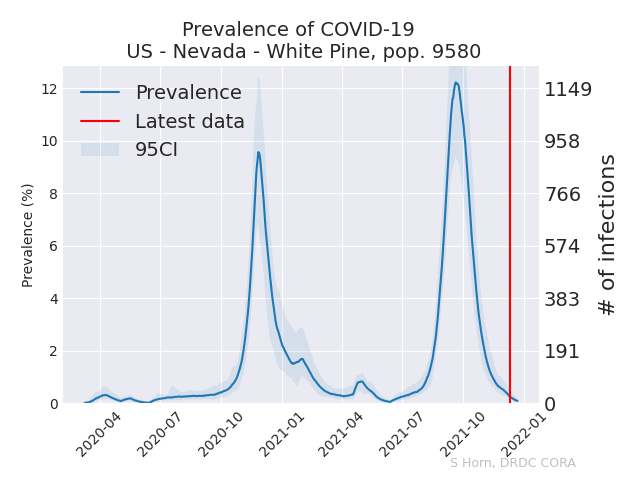 Prevalence of COVID-19
US - Nevada - White Pine, pop. 9580
Prevalence
Latest data
95CI
Prevalence (%)
12
10
8
6
4
2
0
1149
958
766
574
383
191
0
# of infections
2020-04
2020-07
2020-10
2021-01
2021-04
2021-07
2021-10
2022-01
S Horn, DRDC CORA